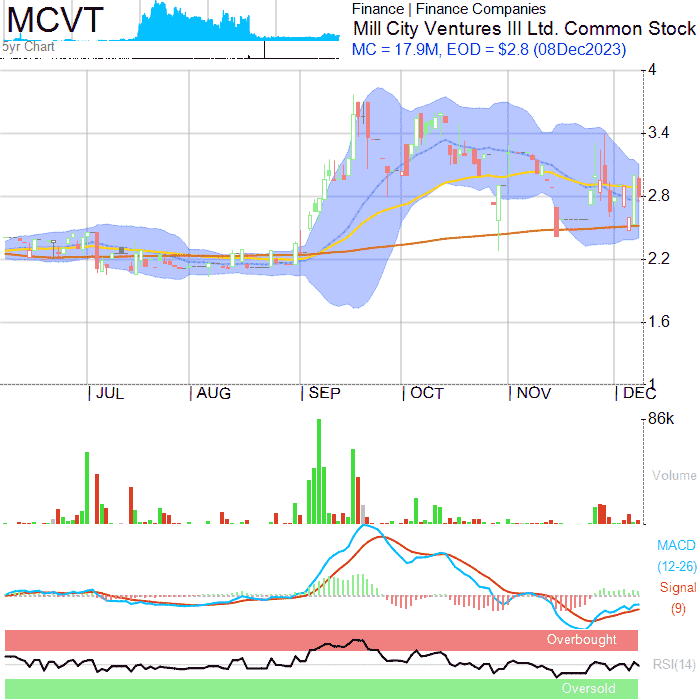 MCVT
5yr Chart
Finance | Finance Companies
Mill City Ventures III Ltd. Common Stock
MC = 17.9M, EOD = $2.8 (08Dec2023)
4
3.4
2.8
2.2
1.6
1
JUL AUG SEP OCT NOV DEC
86k
Volume
MACD
(12-26)
Signal
(9)
Overbought
RSI(14)
Oversold